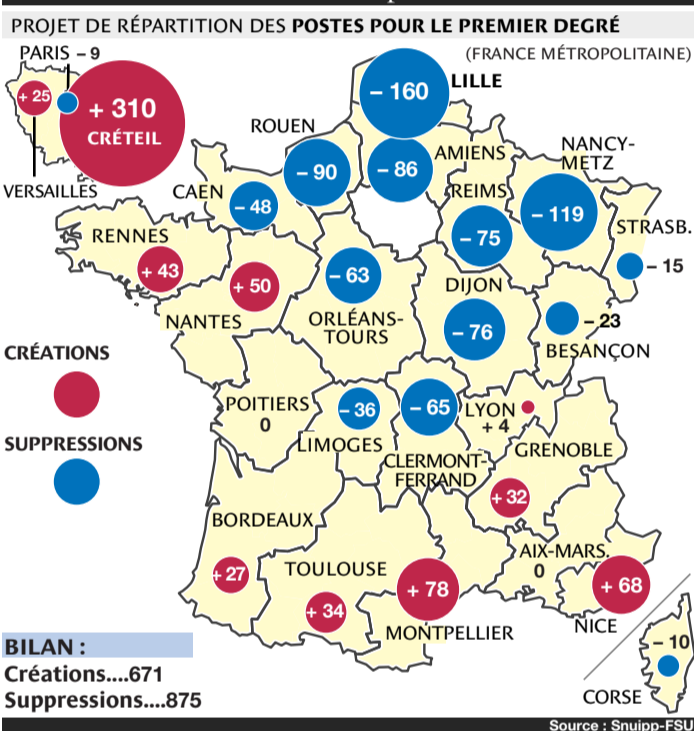 PROJET DE RÉPARTITION DES POSTES POUR LE PREMIER DEGRÉ
(FRANCE MÉTROPOLITAINE)
PARIS – 9
+ 25
+ 310
CRÉTEIL
VERSAILLES
– 160
LILLE
ROUEN
– 90
– 86
AMIENS
NANCY-
METZ
– 119
CAEN
– 48
REIMS
– 75
STRASB.
– 15
RENNES
+ 43
+ 50
NANTES
– 63
ORLÉANS-
TOURS
DIJON
– 76
– 23
BESANÇON
CRÉATIONS
SUPPRESSIONS
POITIERS
0
– 36
LIMOGES
– 65
CLERMONT-
FERRAND
LYON
+ 4
GRENOBLE
+ 32
BORDEAUX
+ 27
TOULOUSE
+ 34
+ 78
MONTPELLIER
AIX-MARS.
0
+ 68
NICE
– 10
CORSE
BILAN :
Créations....671
Suppressions....875
Source : Snuipp-FSU